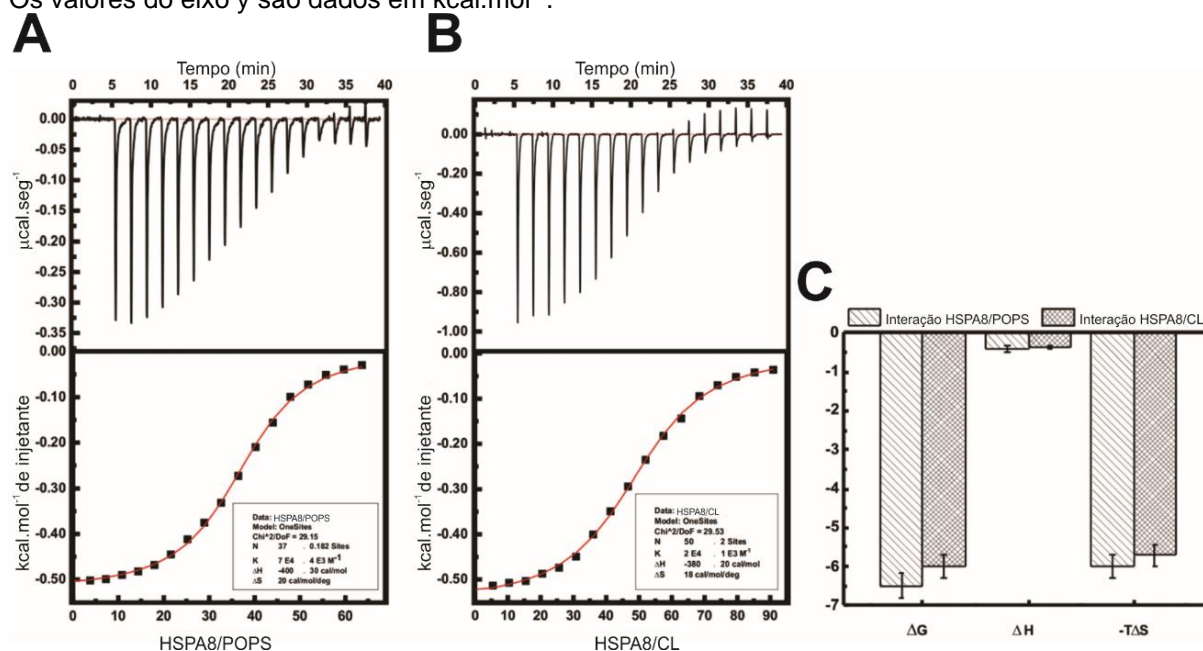 Os valores do eixo y são dados em kcal.mol⁻¹.
A
Tempo (min)
0 5 10 15 20 25 30 35 40
µcal.seg⁻¹
0.00
-0.05
-0.10
-0.15
-0.20
-0.25
-0.30
-0.35
kcal.mol⁻¹ de injetante
0.00
-0.10
-0.20
-0.30
-0.40
-0.50
Data: HSPA8/POPS
Model: OneSites
Chi^2/DoF = 29.15
N 37 . 0.182 Sites
K 7 E4 . 4 E3 M⁻¹
ΔH -400 . 30 cal/mol
ΔS 20 cal/mol/deg
0 10 20 30 40 50 60
HSPA8/POPS
B
Tempo (min)
0 5 10 15 20 25 30 35 40
µcal.seg⁻¹
0.00
-0.20
-0.40
-0.60
-0.80
-1.00
kcal.mol⁻¹ de injetante
0.00
-0.10
-0.20
-0.30
-0.40
-0.50
Data: HSPA8/CL
Model: OneSites
Chi^2/DoF = 29.53
N 50 . 2 Sites
K 2 E4 . 1 E3 M⁻¹
ΔH -380 . 20 cal/mol
ΔS 18 cal/mol/deg
0 10 20 30 40 50 60 70 80 90
HSPA8/CL
C
Interação HSPA8/POPS Interação HSPA8/CL
0
-1
-2
-3
-4
-5
-6
-7
ΔG ΔH -TΔS